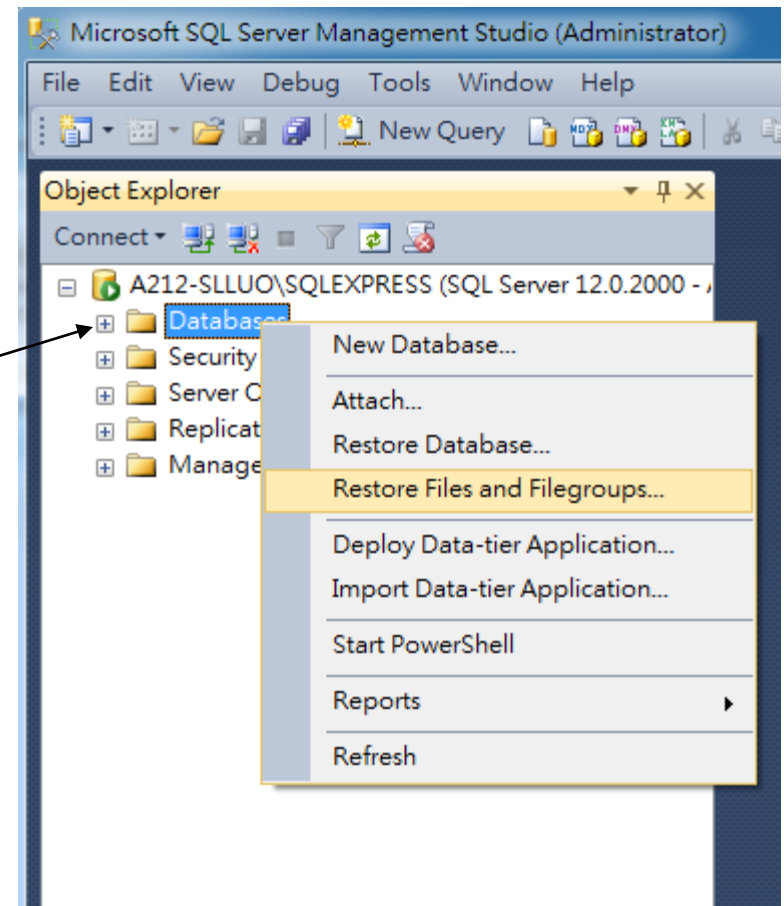 Microsoft SQL Server Management Studio (Administrator)
File Edit View Debug Tools Window Help
New Query
Object Explorer
Connect
A212-SLLUO\SQLEXPRESS (SQL Server 12.0.2000 -
Databases
Security
Server O
Replicat
Manage
New Database...
Attach...
Restore Database...
Restore Files and Filegroups...
Deploy Data-tier Application...
Import Data-tier Application...
Start PowerShell
Reports
Refresh